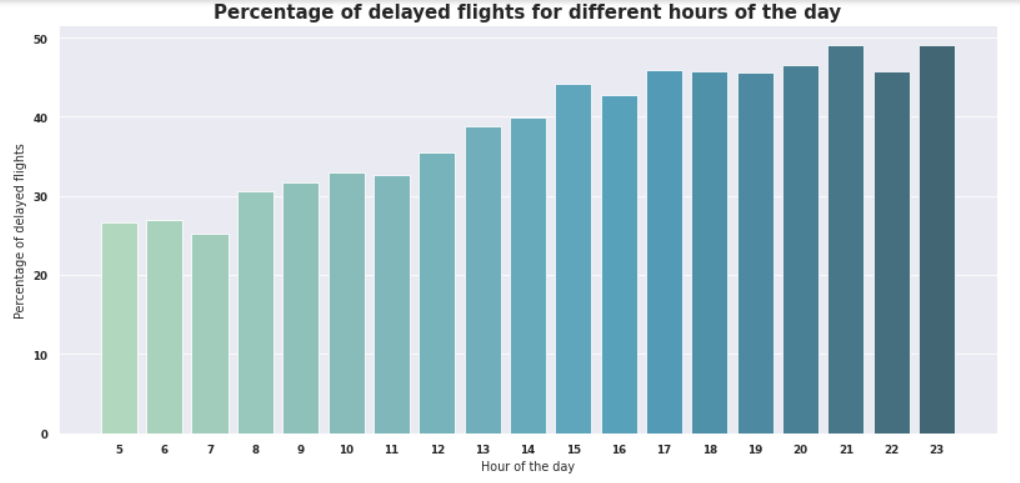 Percentage of delayed flights for different hours of the day
Percentage of delayed flights
50
40
30
20
10
0
5 6 7 8 9 10 11 12 13 14 15 16 17 18 19 20 21 22 23
Hour of the day